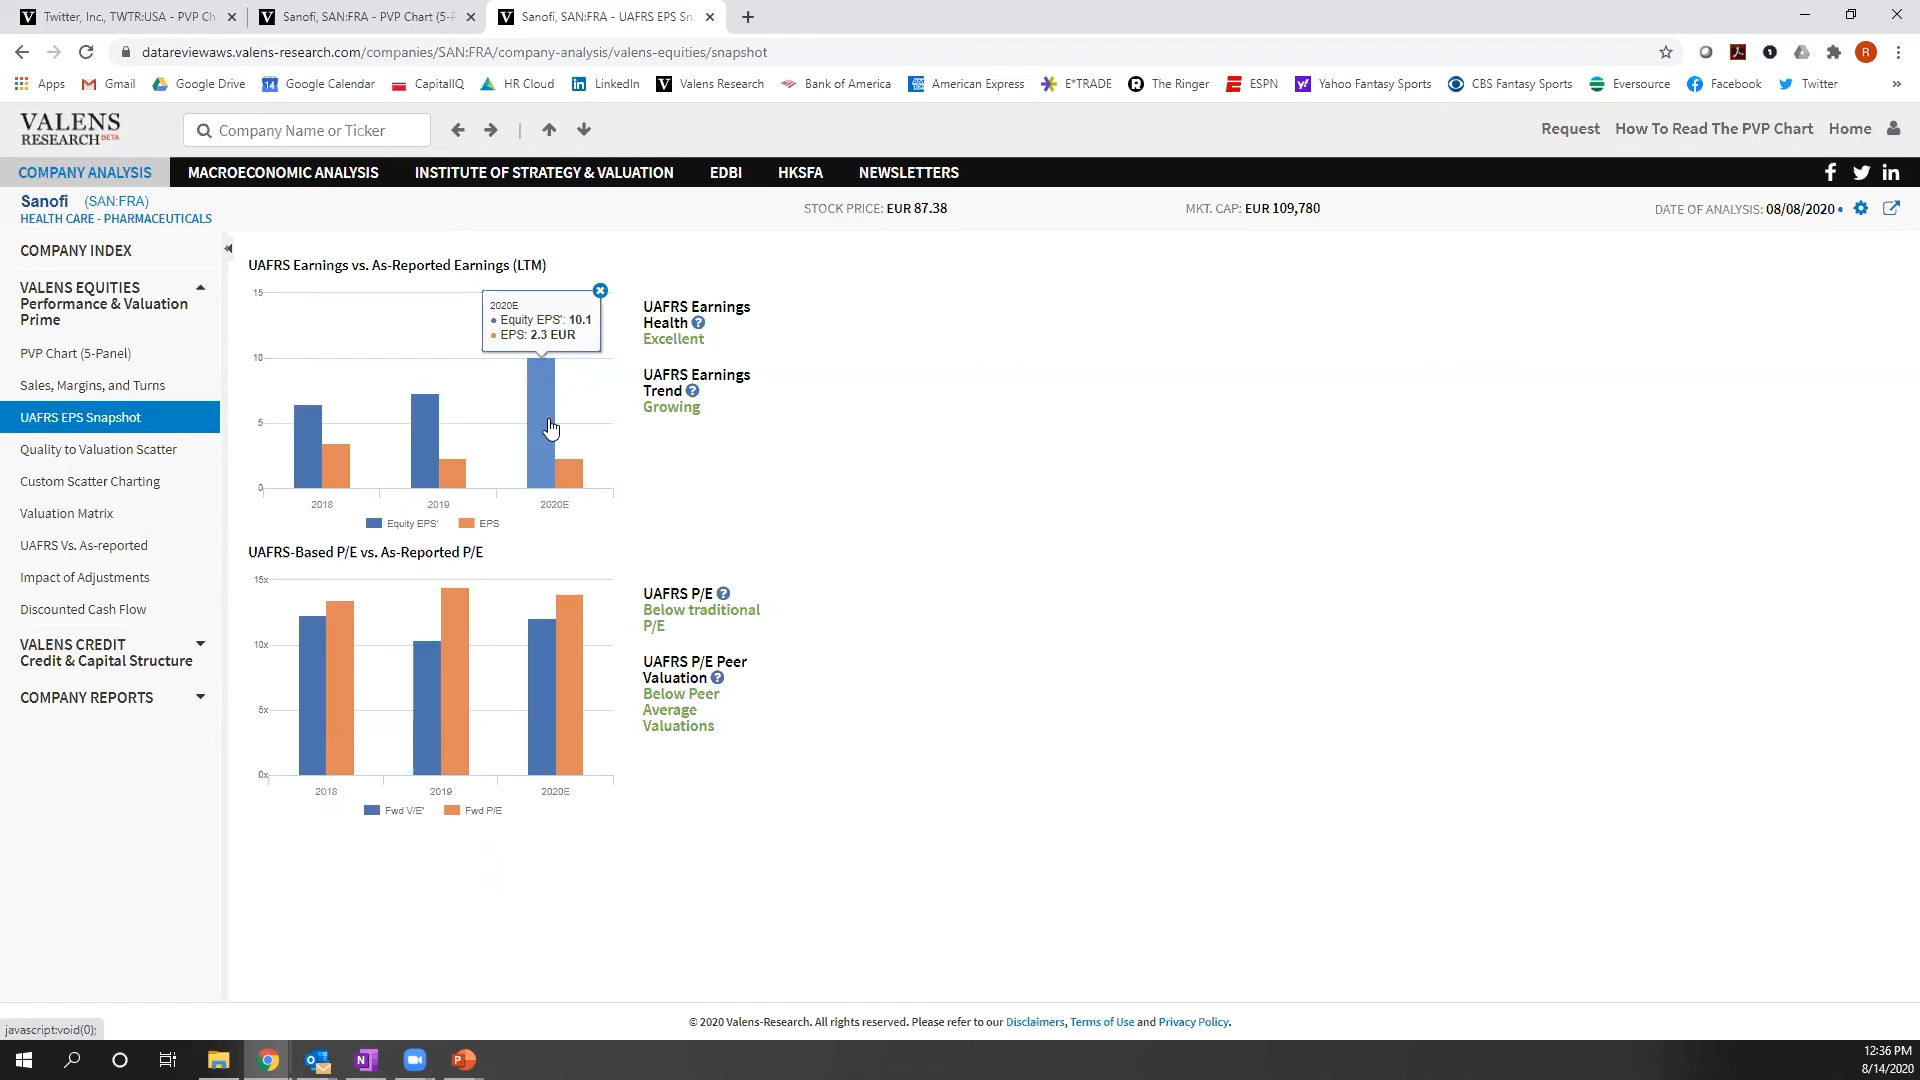 Twitter, Inc., TWTR:USA - PVP Ch
Sanofi, SAN:FRA - PVP Chart (5-P
Sanofi, SAN:FRA - UAFRS EPS Sn
datareviewaws.valens-research.com/companies/SAN:FRA/company-analysis/valens-equities/snapshot
Apps Gmail Google Drive Google Calendar CapitalIQ HR Cloud LinkedIn Valens Research Bank of America American Express E*TRADE The Ringer ESPN Yahoo Fantasy Sports CBS Fantasy Sports Eversource Facebook Twitter »
VALENS
RESEARCH BETA
Company Name or Ticker
Request How To Read The PVP Chart Home
COMPANY ANALYSIS MACROECONOMIC ANALYSIS INSTITUTE OF STRATEGY & VALUATION EDBI HKSFA NEWSLETTERS
Sanofi (SAN:FRA)
HEALTH CARE - PHARMACEUTICALS
STOCK PRICE: EUR 87.38
MKT. CAP: EUR 109,780
DATE OF ANALYSIS: 08/08/2020
COMPANY INDEX
VALENS EQUITIES
Performance & Valuation
Prime
PVP Chart (5-Panel)
Sales, Margins, and Turns
UAFRS EPS Snapshot
Quality to Valuation Scatter
Custom Scatter Charting
Valuation Matrix
UAFRS Vs. As-reported
Impact of Adjustments
Discounted Cash Flow
VALENS CREDIT
Credit & Capital Structure
COMPANY REPORTS
UAFRS Earnings vs. As-Reported Earnings (LTM)
15
10
5
0
2020E
Equity EPS': 10.1
EPS: 2.3 EUR
2018 2019 2020E
Equity EPS' EPS
UAFRS Earnings
Health
Excellent
UAFRS Earnings
Trend
Growing
UAFRS-Based P/E vs. As-Reported P/E
15x
10x
5x
0x
2018 2019 2020E
Fwd V/E' Fwd P/E
UAFRS P/E
Below traditional
P/E
UAFRS P/E Peer
Valuation
Below Peer
Average
Valuations
© 2020 Valens-Research. All rights reserved. Please refer to our Disclaimers, Terms of Use and Privacy Policy.
javascript:void(0);
12:36 PM
8/14/2020